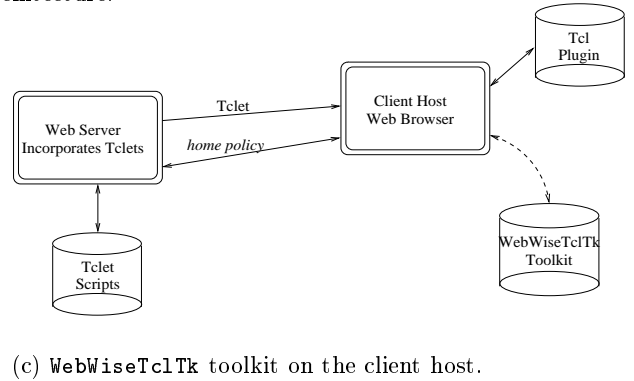 Tcl
Plugin
Tclet
Client Host
Web Browser
Web Server
Incorporates Tclets
home policy
WebWiseTclTk
Toolkit
Tclet
Scripts
(c) WebWiseTclTk toolkit on the client host.